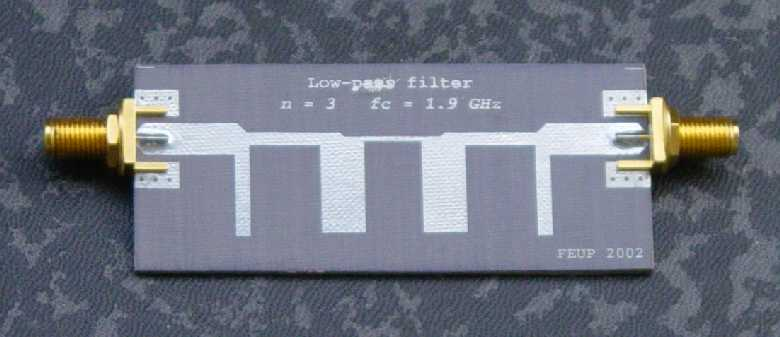 Low-pass filter
n = 3 fc = 1.9 GHz
FEUP 2002